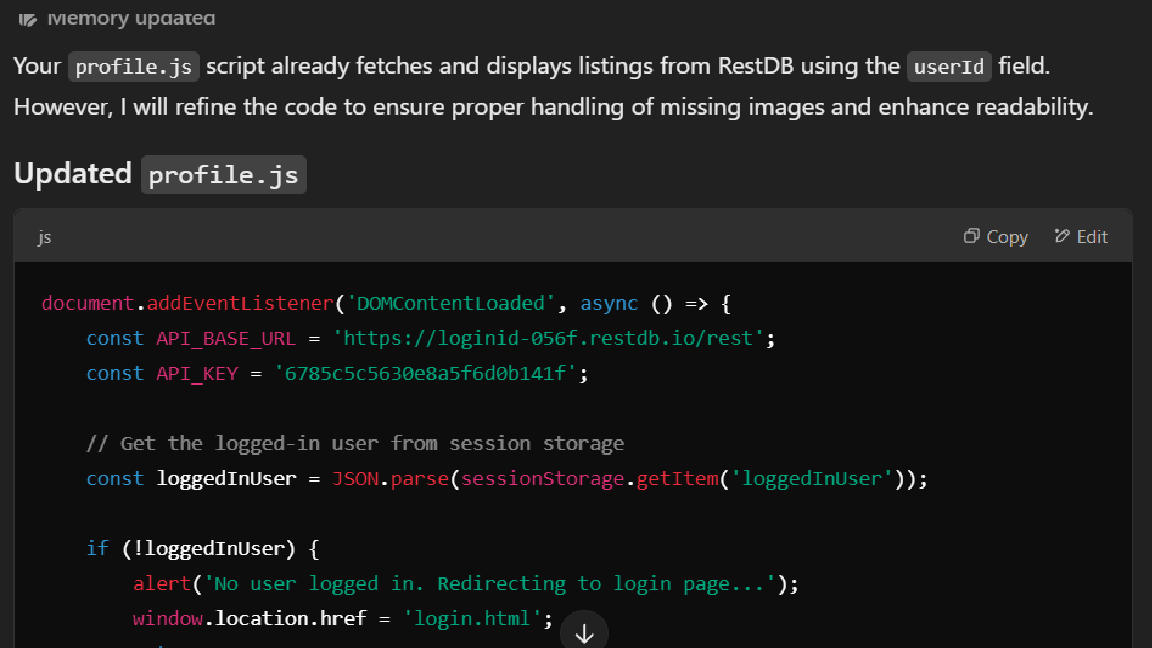 Memory updated
Your profile.js script already fetches and displays listings from RestDB using the userId field.
However, I will refine the code to ensure proper handling of missing images and enhance readability.
Updated profile.js
js Copy Edit
document.addEventListener('DOMContentLoaded', async () => {
    const API_BASE_URL = 'https://loginid-056f.restdb.io/rest';
    const API_KEY = '6785c5c5630e8a5f6d0b141f';
    // Get the logged-in user from session storage
    const loggedInUser = JSON.parse(sessionStorage.getItem('loggedInUser'));
    if (!loggedInUser) {
        alert('No user logged in. Redirecting to login page...');
        window.location.href = 'login.html';